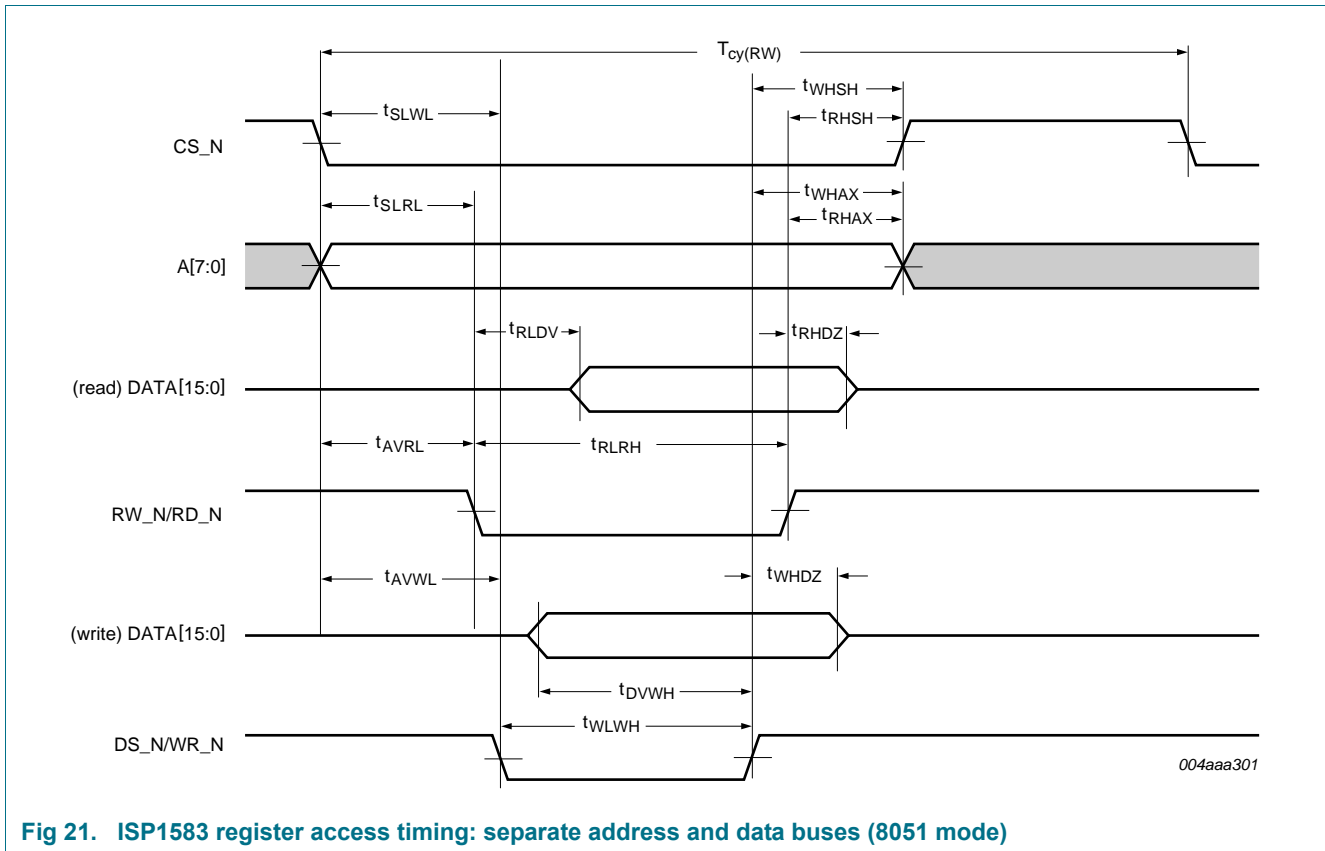 Tcy(RW)
tWHSH
tSLWL
tRHSH
CS_N
tWHAX
tSLRL
tRHAX
A[7:0]
tRLDV
tRHDZ
(read) DATA[15:0]
tAVRL
tRLRH
RW_N/RD_N
tAVWL
tWHDZ
(write) DATA[15:0]
tDVWH
tWLWH
DS_N/WR_N
004aaa301
Fig 21. ISP1583 register access timing: separate address and data buses (8051 mode)